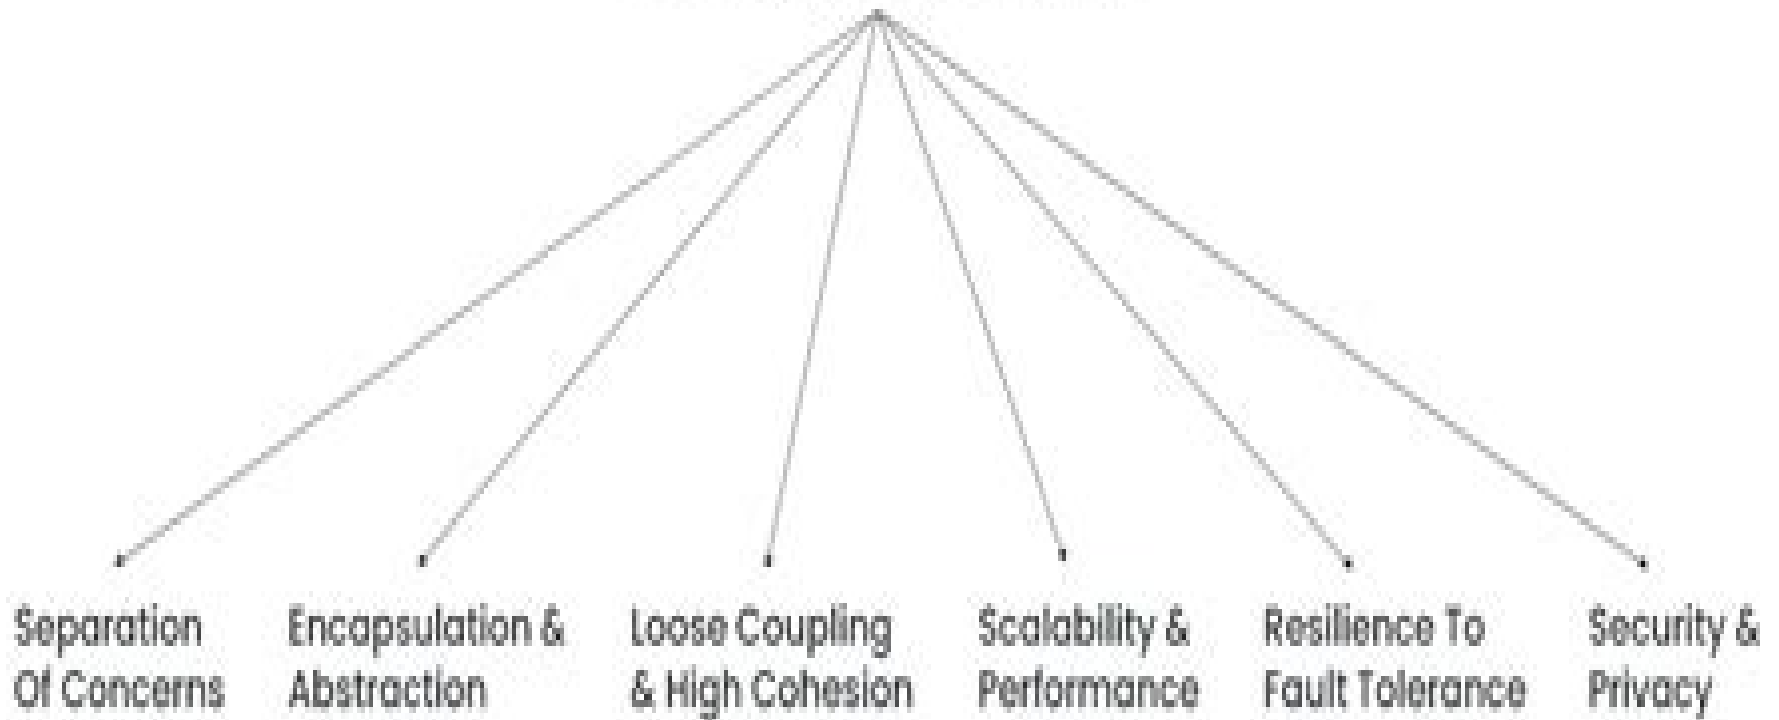 Separation
Of Concerns
Encapsulation &
Abstraction
Loose Coupling
& High Cohesion
Scalability &
Performance
Resilience To
Fault Tolerance
Security &
Privacy